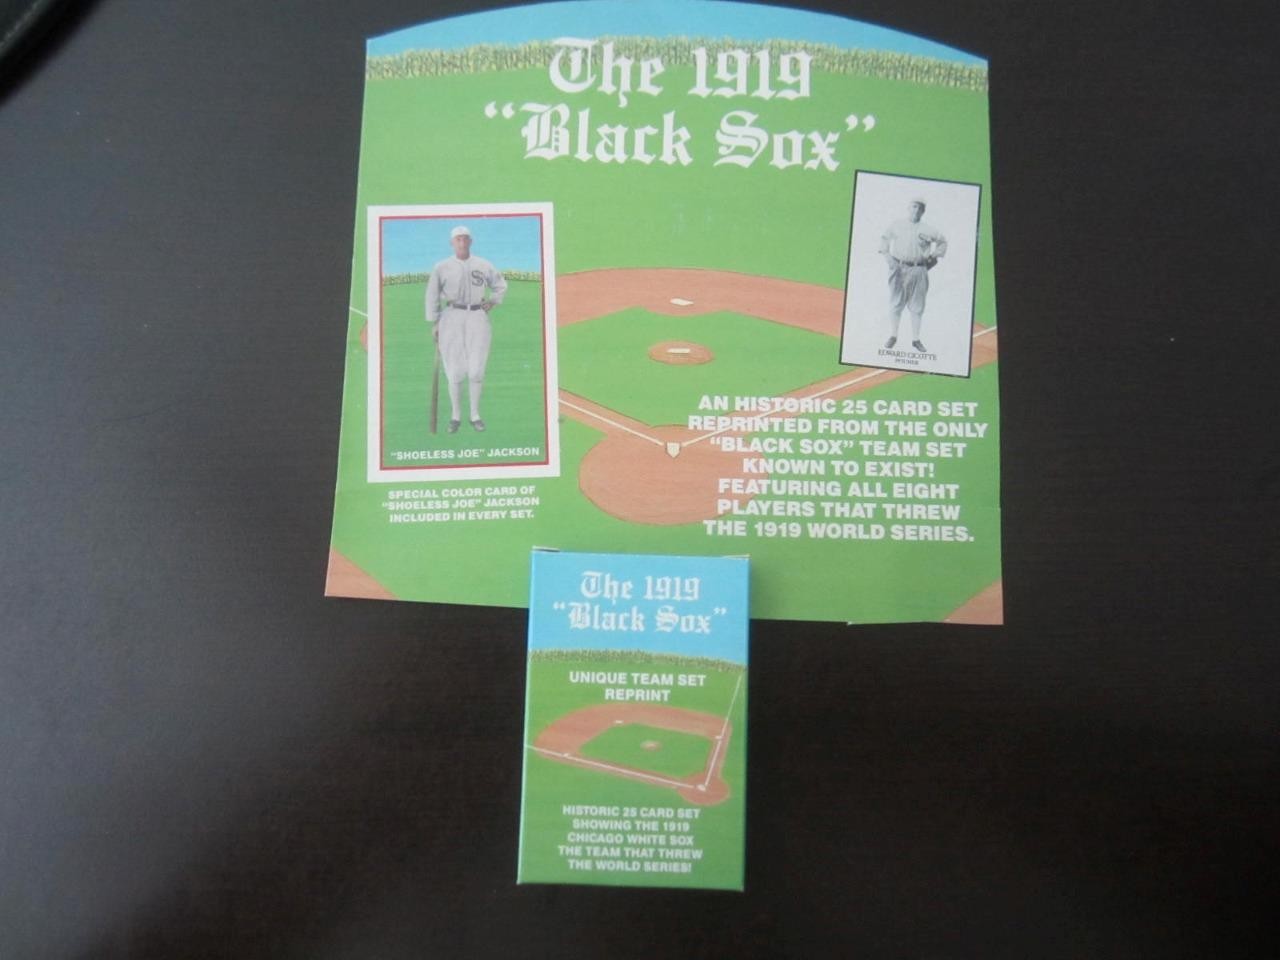 The 1919
"Black Sox"
"SHOELESS JOE" JACKSON
SPECIAL COLOR CARD OF
"SHOELESS JOE" JACKSON
INCLUDED IN EVERY SET.
EDWARD CICOTTE
PITCHER
AN HISTORIC 25 CARD SET
REPRINTED FROM THE ONLY
"BLACK SOX" TEAM SET
KNOWN TO EXIST!
FEATURING ALL EIGHT
PLAYERS THAT THREW
THE 1919 WORLD SERIES.
The 1919
"Black Sox"
UNIQUE TEAM SET
REPRINT
HISTORIC 25 CARD SET
SHOWING THE 1919
CHICAGO WHITE SOX
THE TEAM THAT THREW
THE WORLD SERIES!